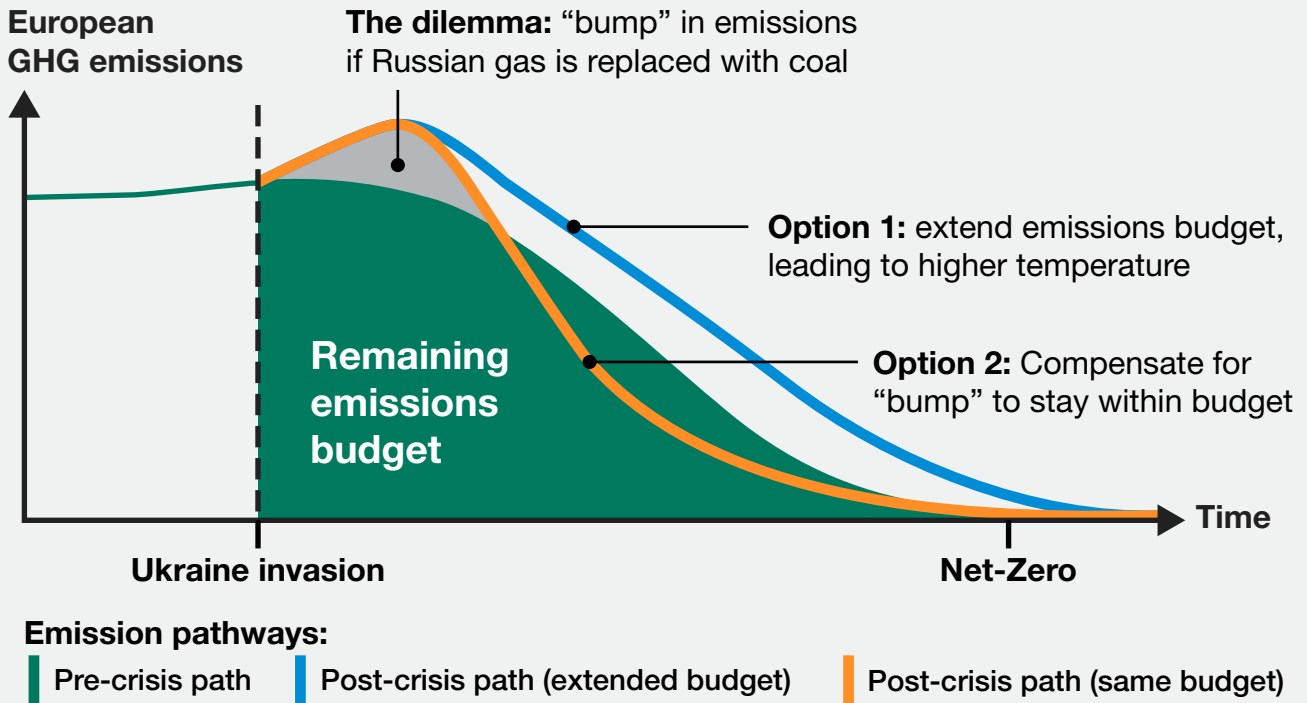 European
GHG emissions
The dilemma: “bump” in emissions
if Russian gas is replaced with coal
Option 1: extend emissions budget,
leading to higher temperature
Remaining
emissions
budget
Option 2: Compensate for
“bump” to stay within budget
Time
Ukraine invasion
Net-Zero
Emission pathways:
Pre-crisis path
Post-crisis path (extended budget)
Post-crisis path (same budget)